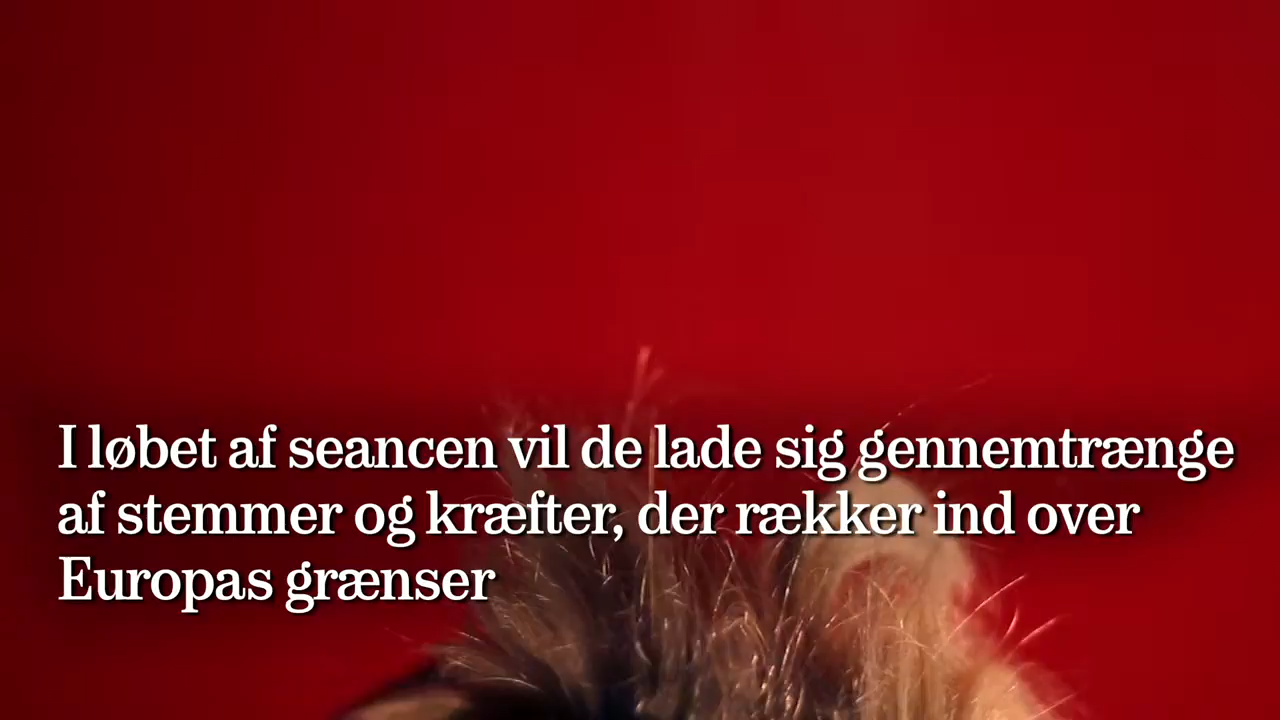 I løbet af seancen vil de lade sig gennemtrænge
af stemmer og kræfter, der rækker ind over
Europas grænser